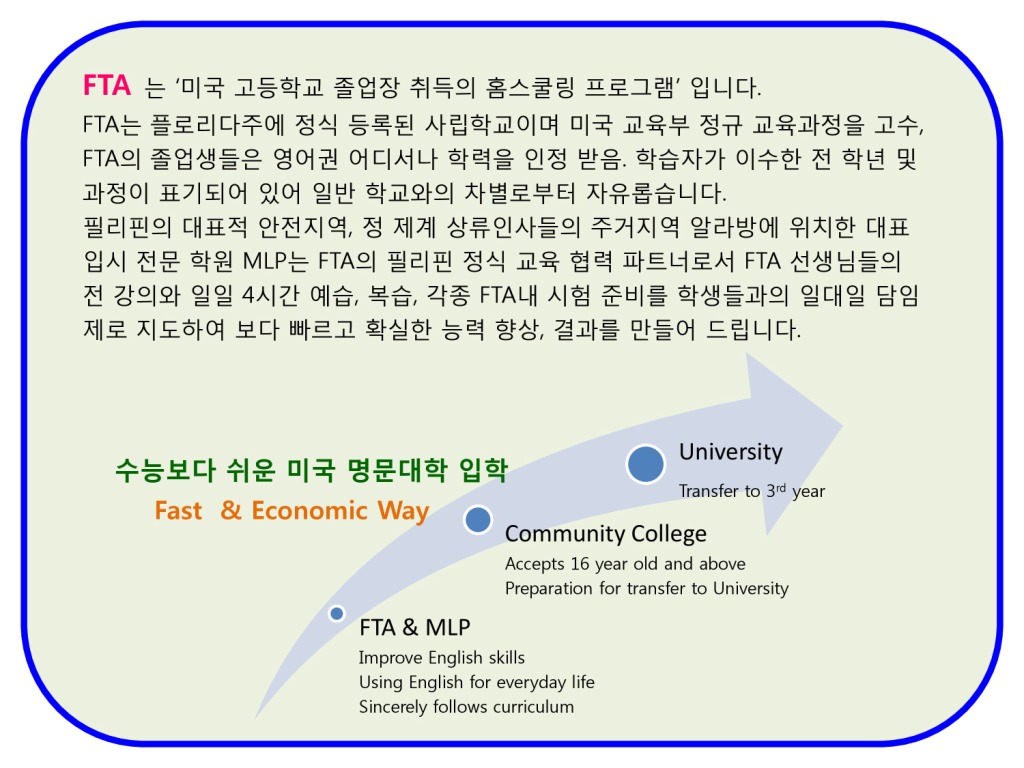 FTA 는 ‘미국 고등학교 졸업장 취득의 홈스쿨링 프로그램’ 입니다.
FTA는 플로리다주에 정식 등록된 사립학교이며 미국 교육부 정규 교육과정을 고수,
FTA의 졸업생들은 영어권 어디서나 학력을 인정 받음. 학습자가 이수한 전 학년 및
과정이 표기되어 있어 일반 학교와의 차별로부터 자유롭습니다.
필리핀의 대표적 안전지역, 정 제계 상류인사들의 주거지역 알라방에 위치한 대표
입시 전문 학원 MLP는 FTA의 필리핀 정식 교육 협력 파트너로서 FTA 선생님들의
전 강의와 일일 4시간 예습, 복습, 각종 FTA내 시험 준비를 학생들과의 일대일 담임
제로 지도하여 보다 빠르고 확실한 능력 향상, 결과를 만들어 드립니다.
수능보다 쉬운 미국 명문대학 입학
Fast & Economic Way
University
Transfer to 3rd year
Community College
Accepts 16 year old and above
Preparation for transfer to University
FTA & MLP
Improve English skills
Using English for everyday life
Sincerely follows curriculum